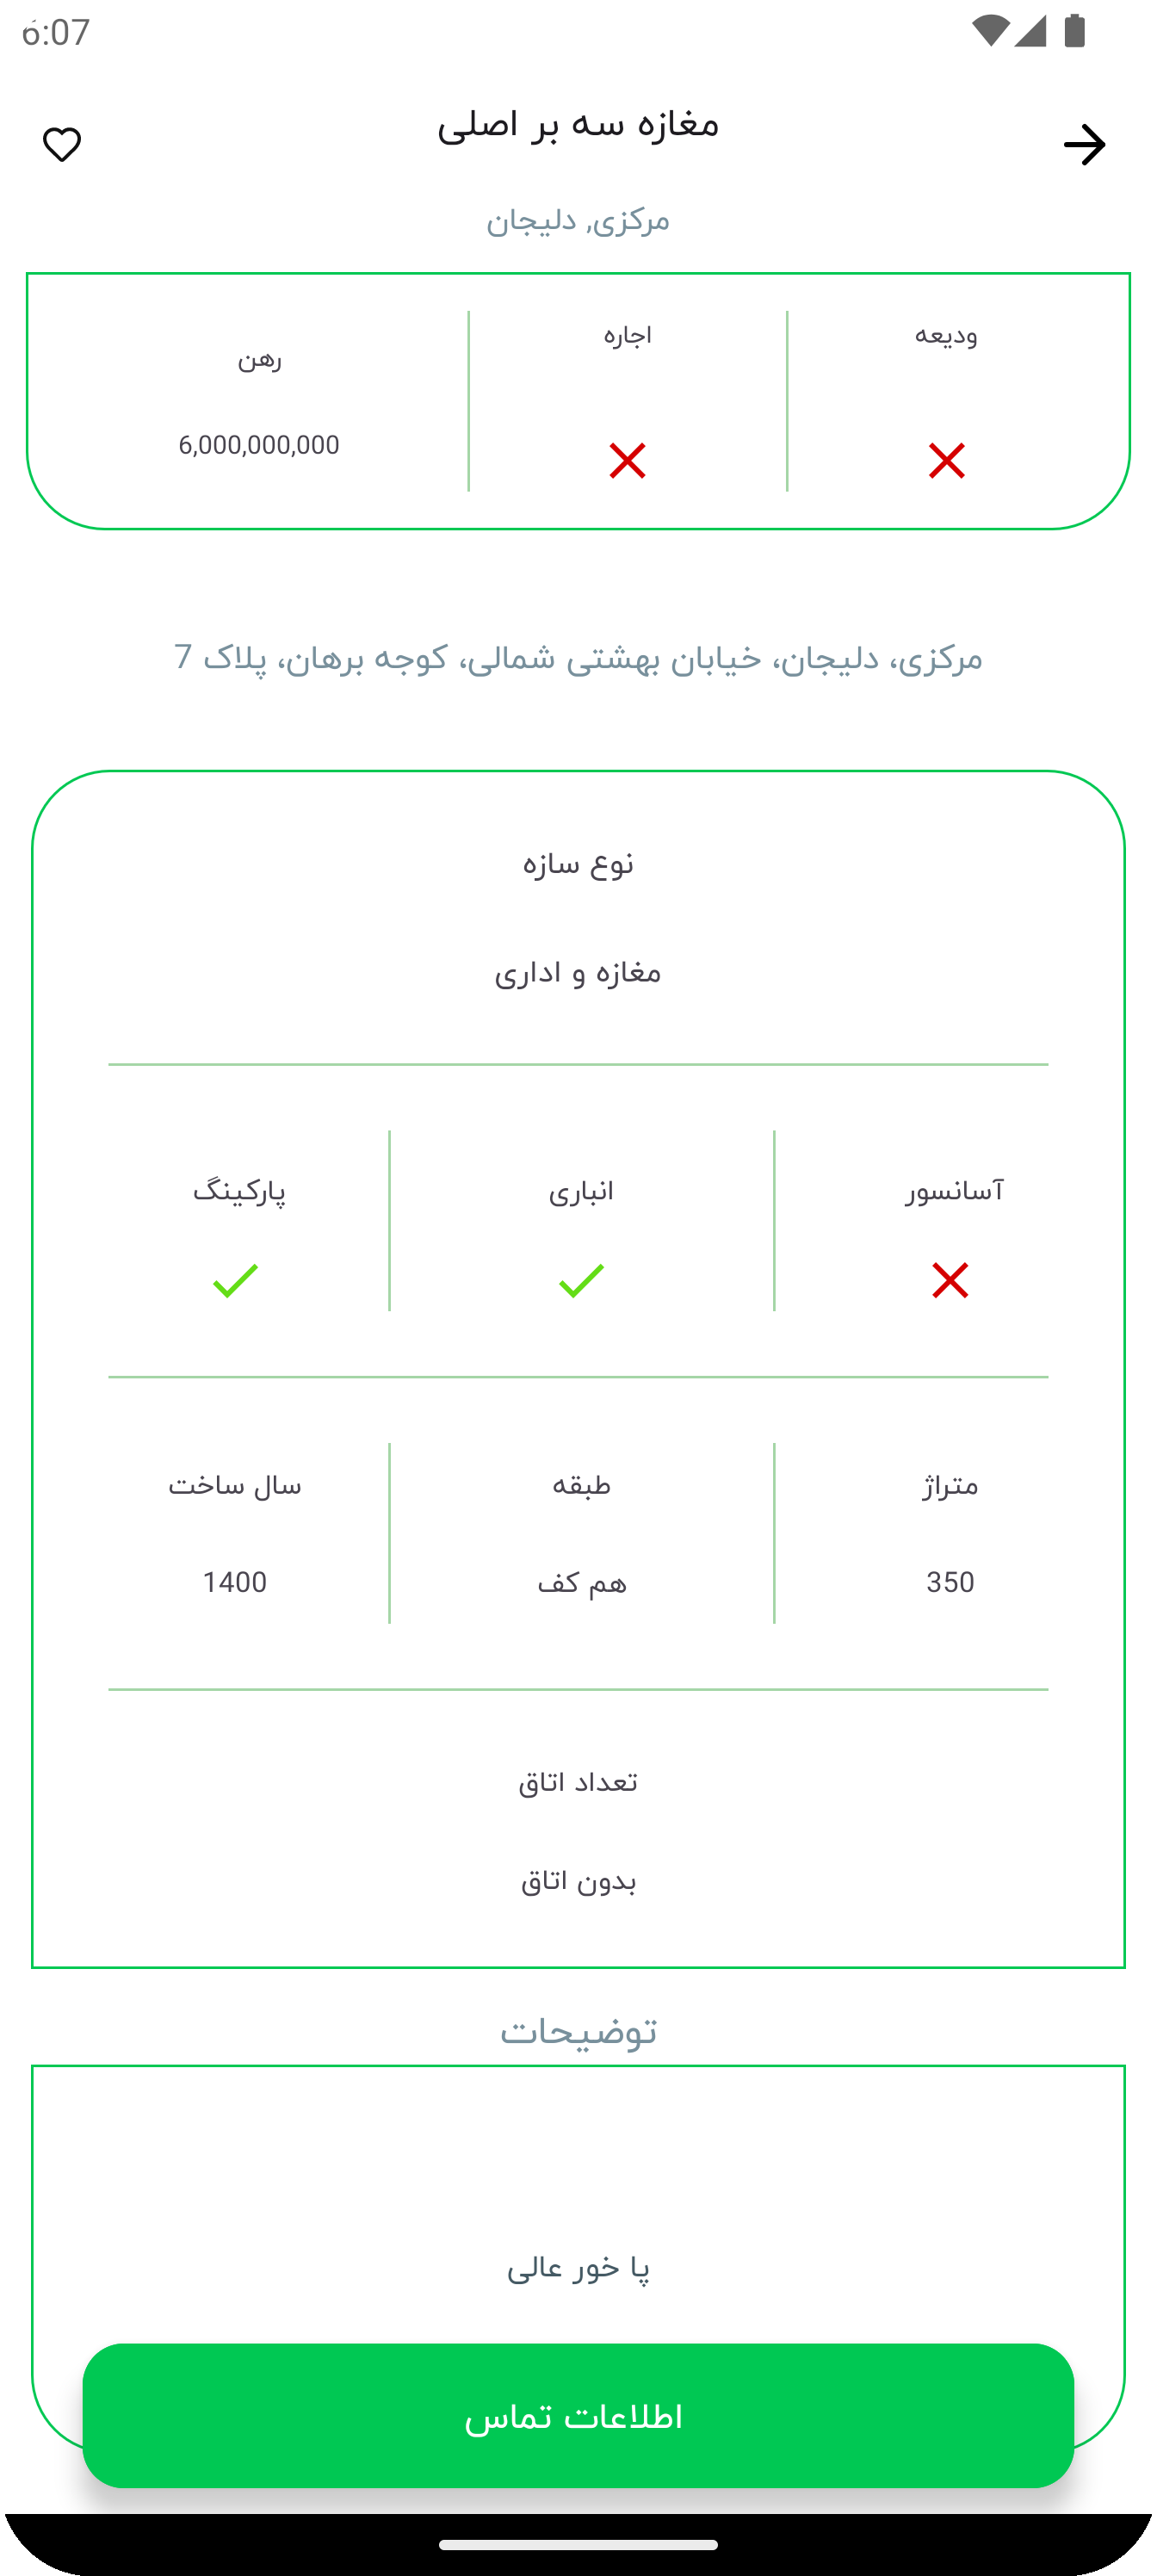 6:07
مغازه سه بر اصلی
مرکزی, دلیجان
ودیعه اجاره رهن
6,000,000,000
مرکزی، دلیجان، خیابان بهشتی شمالی، کوجه برهان، پلاک 7
نوع سازه
مغازه و اداری
آسانسور انباری پارکینگ
متراژ طبقه سال ساخت
350 هم کف 1400
تعداد اتاق
بدون اتاق
توضیحات
پا خور عالی
اطلاعات تماس